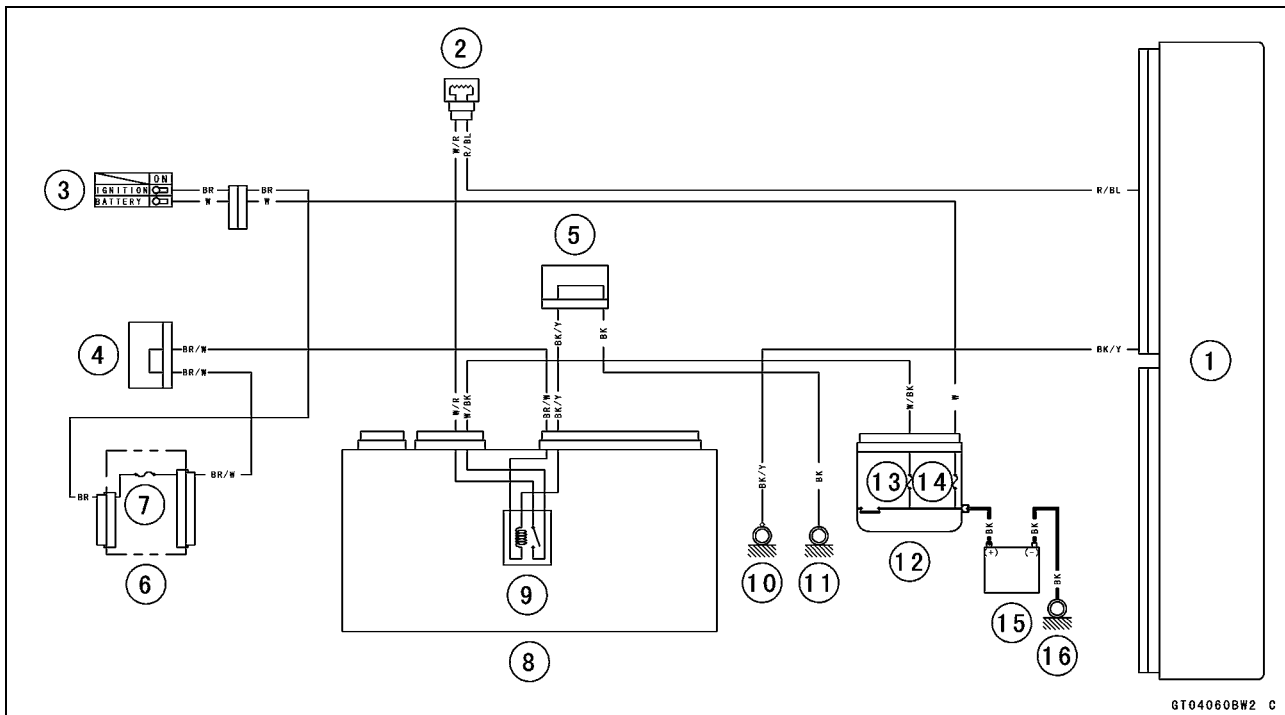 2
W/R
R/BL
3
ON
IGNITION
BATTERY
BR
BR
W
W
R/BL
5
BK/Y
BK
4
BR/W
BR/W
BK/Y
1
W/R
W/BK
BR/W
BK/Y
W/BK
W
7
BR
BR/W
6
9
8
BK/Y
BK
10
11
13
14
12
BK
BK
(+)
(-)
BK
15
16
GT04060BW2 C